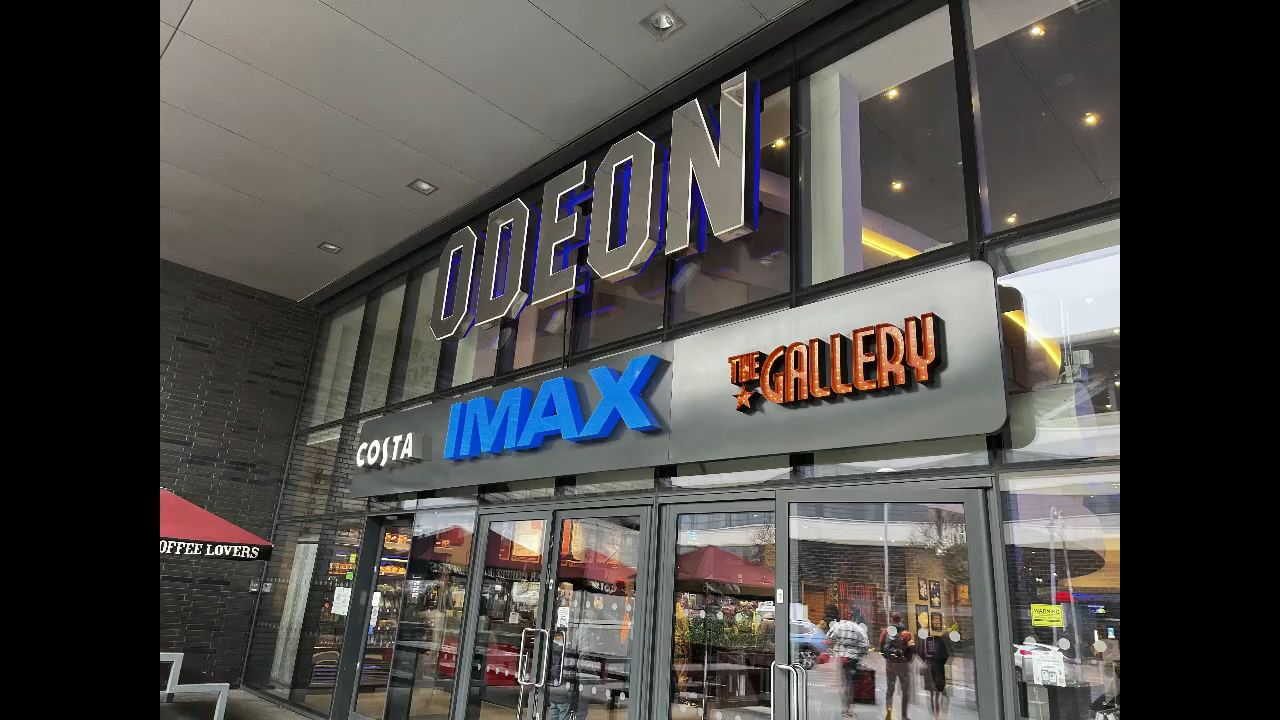 ODEON
COSTA
IMAX
THE
GALLERY
OFFEE LOVERS
WARNING